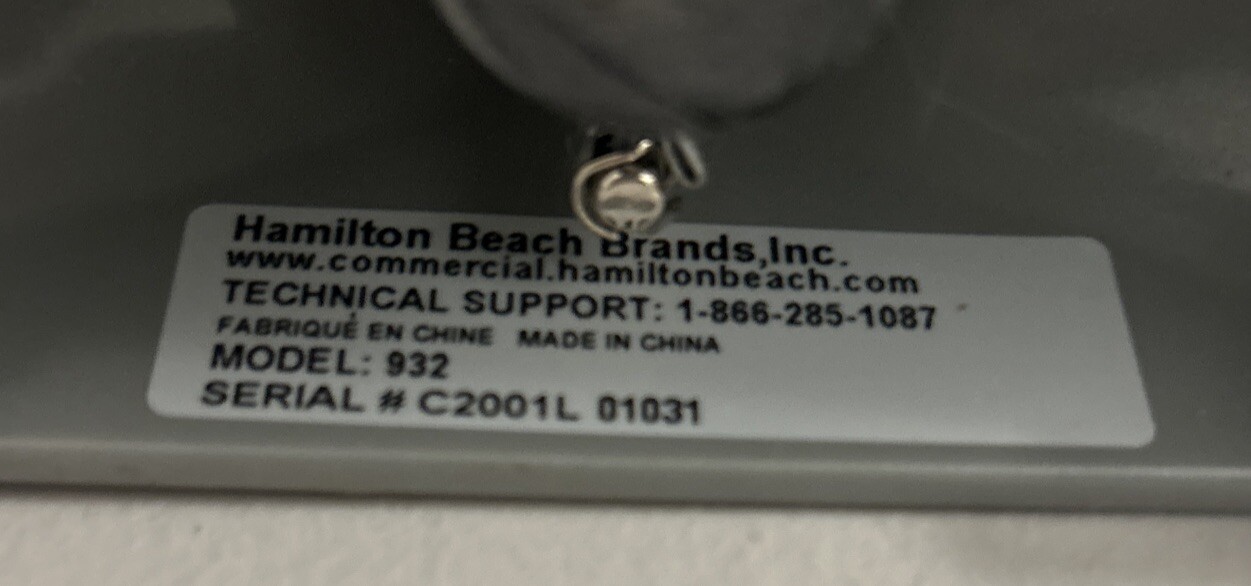 Hamilton Beach Brands,Inc.
www.commercial.hamiltonbeach.com
TECHNICAL SUPPORT: 1-866-285-1087
FABRIQUÉ EN CHINE MADE IN CHINA
MODEL: 932
SERIAL # C2001L 01031